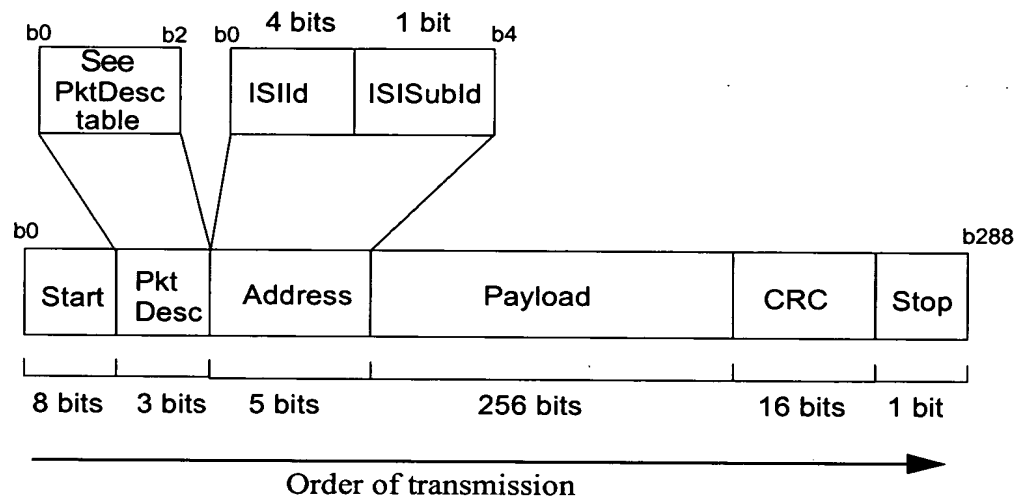 4 bits 1 bit
b0 b2 b0 b4
See
PktDesc
table
ISIId ISISubId
b0 b288
Start Pkt
Desc Address Payload CRC Stop
8 bits 3 bits 5 bits 256 bits 16 bits 1 bit
Order of transmission